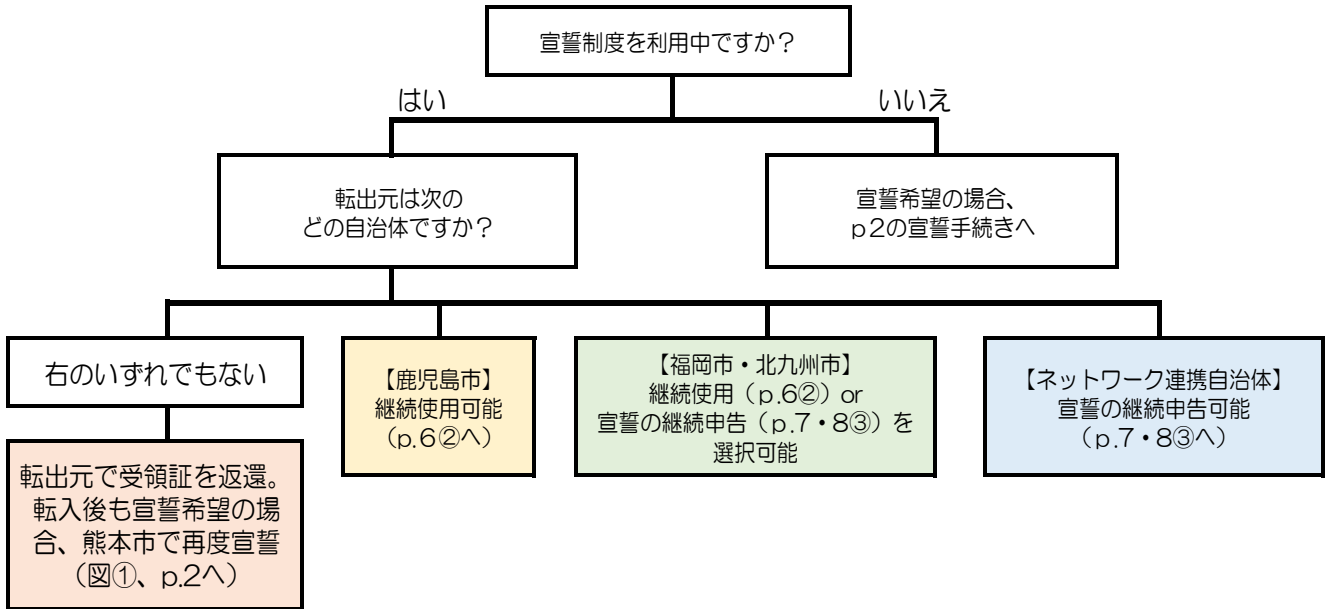 宣誓制度を利用中ですか？
はい
いいえ
転出元は次の
どの自治体ですか？
宣誓希望の場合、
ｐ2の宣誓手続きへ
右のいずれでもない
転出元で受領証を返還。
転入後も宣誓希望の場
合、熊本市で再度宣誓
（図①、p.2へ）
【鹿児島市】
継続使用可能
（p.6②へ）
【福岡市・北九州市】
継続使用（p.6②）or
宣誓の継続申告（p.7・8③）を
選択可能
【ネットワーク連携自治体】
宣誓の継続申告可能
（p.7・8③へ）